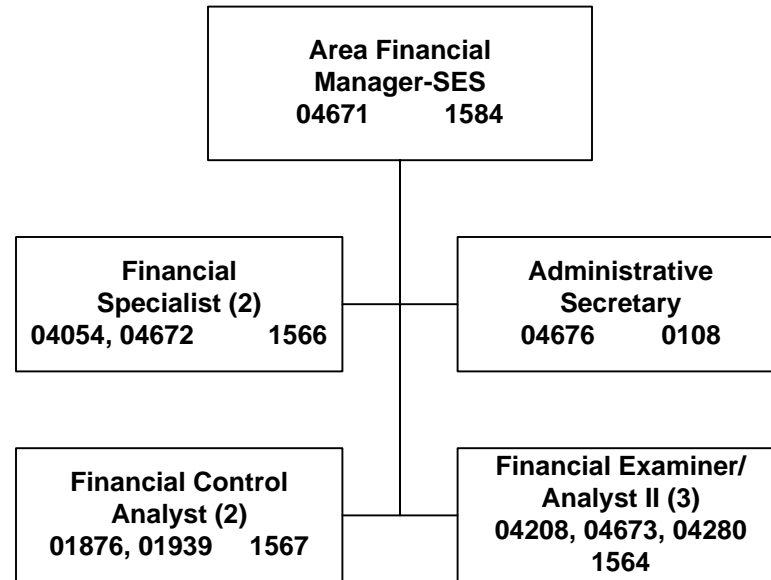 Area Financial
Manager-SES
04671 1584
Financial
Specialist (2)
04054, 04672 1566
Administrative
Secretary
04676 0108
Financial Control
Analyst (2)
01876, 01939 1567
Financial Examiner/
Analyst II (3)
04208, 04673, 04280
1564